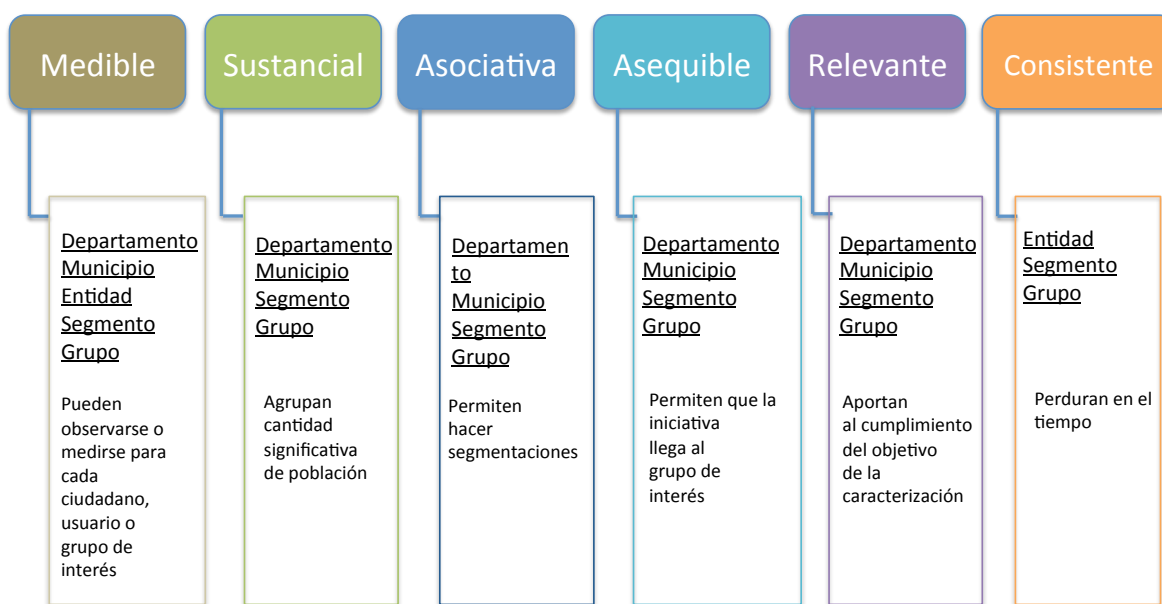 Medible
Sustancial
Asociativa
Asequible
Relevante
Consistente
Departamento
Municipio
Entidad
Segmento
Grupo
Pueden
observarse o
medirse para
cada
ciudadano,
usuario o
grupo de
interés
Departamento
Municipio
Segmento
Grupo
Agrupan
cantidad
significativa
de población
Departamen
to
Municipio
Segmento
Grupo
Permiten
hacer
segmentaciones
Departamento
Municipio
Segmento
Grupo
Permiten que la
iniciativa
llega al
grupo de
interés
Departamento
Municipio
Segmento
Grupo
Aportan
al cumplimiento
del objetivo
de la
caracterización
Entidad
Segmento
Grupo
Perduran en el
tiempo